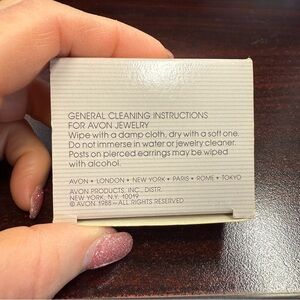 GENERAL CLEANING INSTRUCTIONS
FOR AVON JEWELRY
Wipe with a damp cloth, dry with a soft one.
Do not immerse in water or jewelry cleaner.
Posts on pierced earrings may be wiped
with alcohol.
AVON • LONDON • NEW YORK • PARIS • ROME • TOKYO
AVON PRODUCTS, INC., DISTR.
NEW YORK, N.Y. 10019
© AVON 1988 — ALL RIGHTS RESERVED